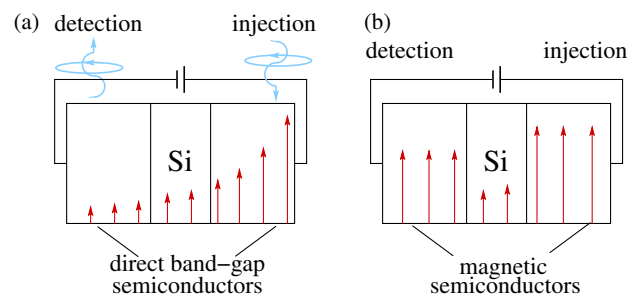 (a)
detection
injection
Si
direct band−gap
semiconductors
(b)
detection
injection
Si
magnetic
semiconductors